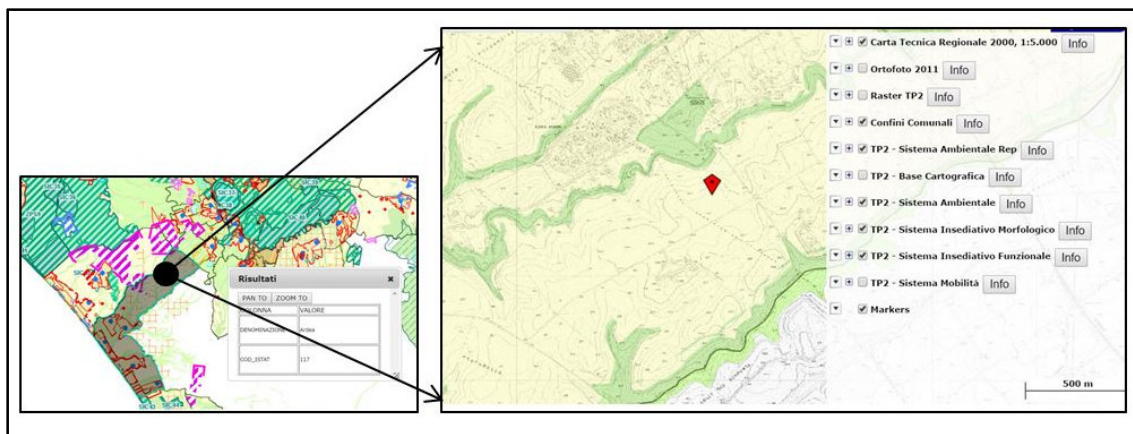 Carta Tecnica Regionale 2000, 1:5.000 Info
Ortofoto 2011 Info
Raster TP2 Info
Confini Comunali Info
TP2 - Sistema Ambientale Rep Info
TP2 - Base Cartografica Info
TP2 - Sistema Ambientale Info
TP2 - Sistema Insediativo Morfologico Info
TP2 - Sistema Insediativo Funzionale Info
TP2 - Sistema Mobilità Info
Markers
500 m
Risultati
PAN TO ZOOM TO
VALORE
DENOMINAZIONE Ardea
COD_ISTAT 117